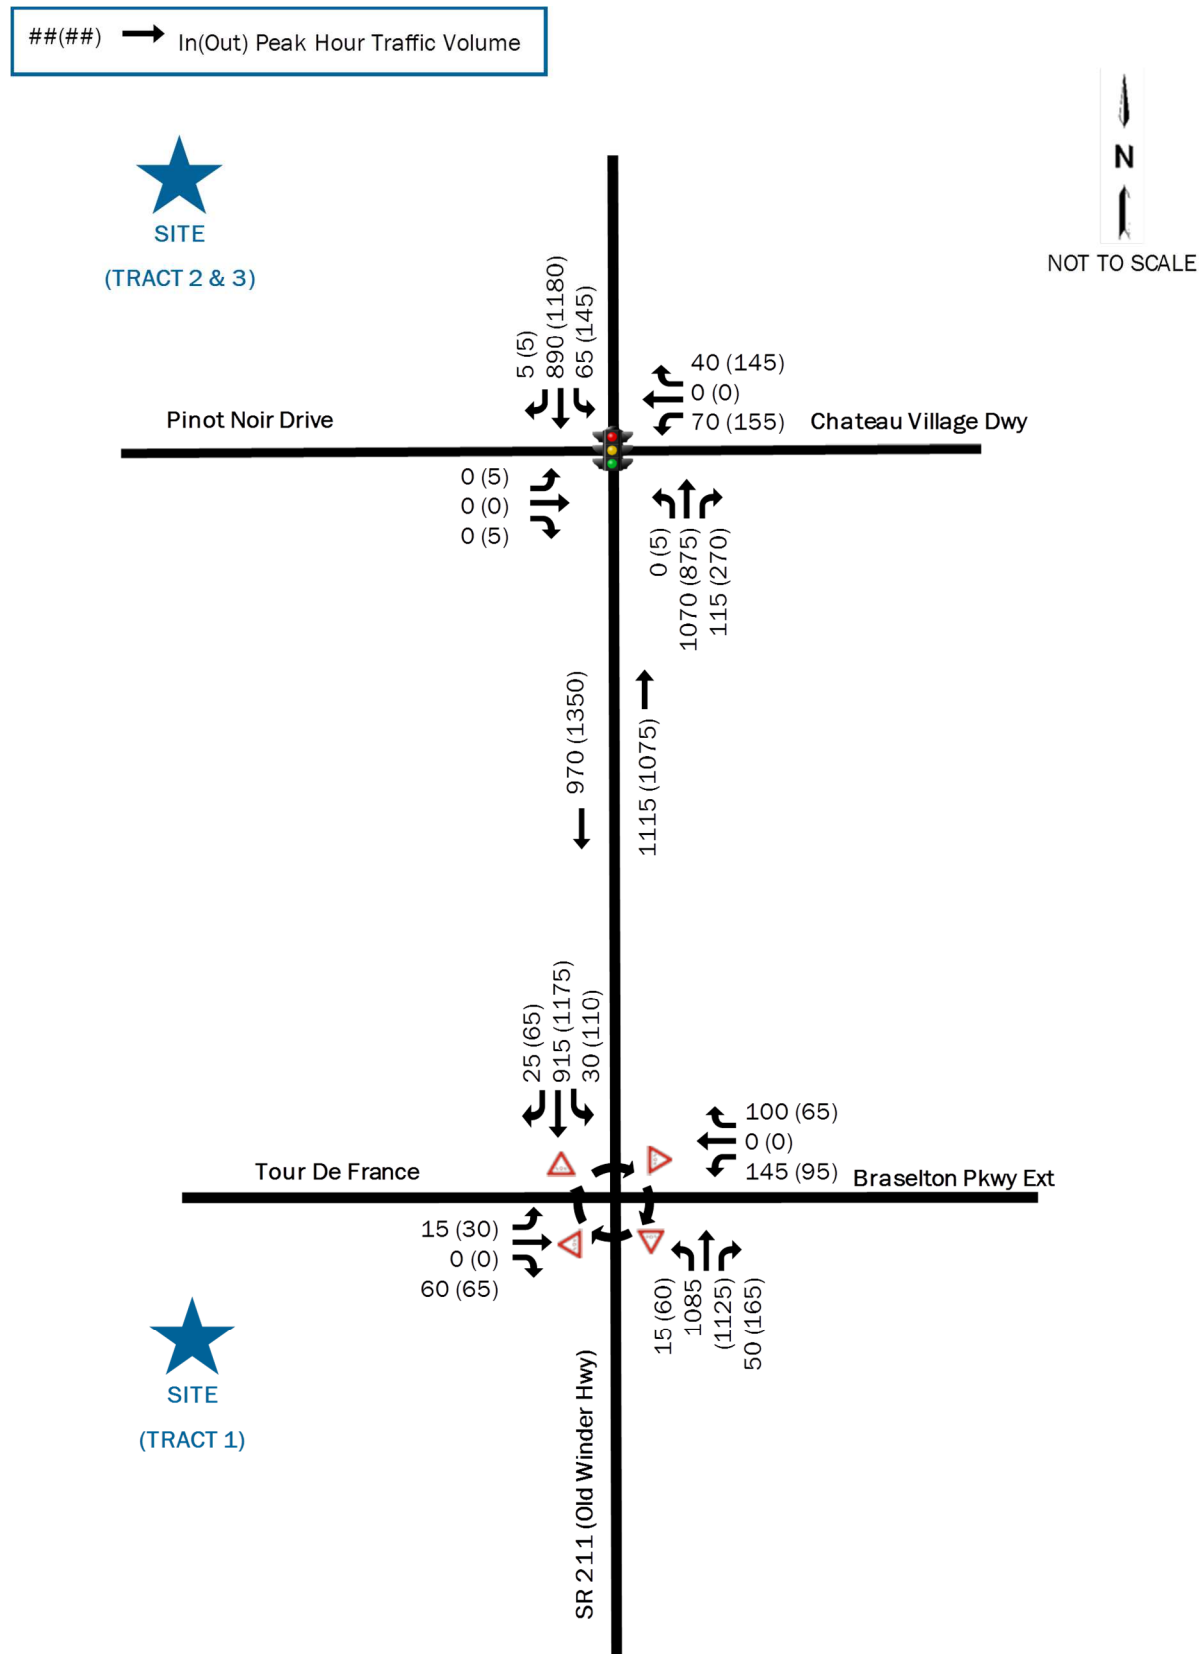 ##(##) In(Out) Peak Hour Traffic Volume
N
NOT TO SCALE
SITE
(TRACT 2 & 3)
5 (5)
890 (1180)
65 (145)
40 (145)
0 (0)
70 (155)
Pinot Noir Drive
Chateau Village Dwy
0 (5)
0 (0)
0 (5)
0 (5)
1070 (875)
115 (270)
970 (1350)
1115 (1075)
25 (65)
915 (1175)
30 (110)
100 (65)
0 (0)
145 (95)
Tour De France
Braselton Pkwy Ext
15 (30)
0 (0)
60 (65)
15 (60)
1085
(1125)
50 (165)
SITE
(TRACT 1)
SR 211 (Old Winder Hwy)